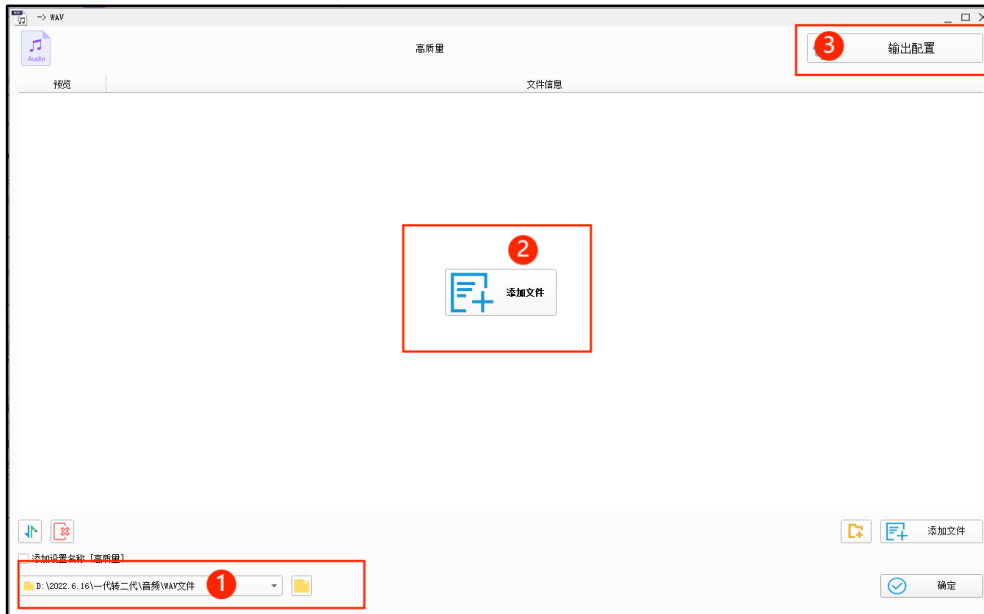 -> WAV
Audio
高质量
3
输出配置
预览
文件信息
2
添加文件
添加文件
添加设置名称 [高质量]
D:\2022.6.16\一代转二代\音频\WAV文件
1
确定